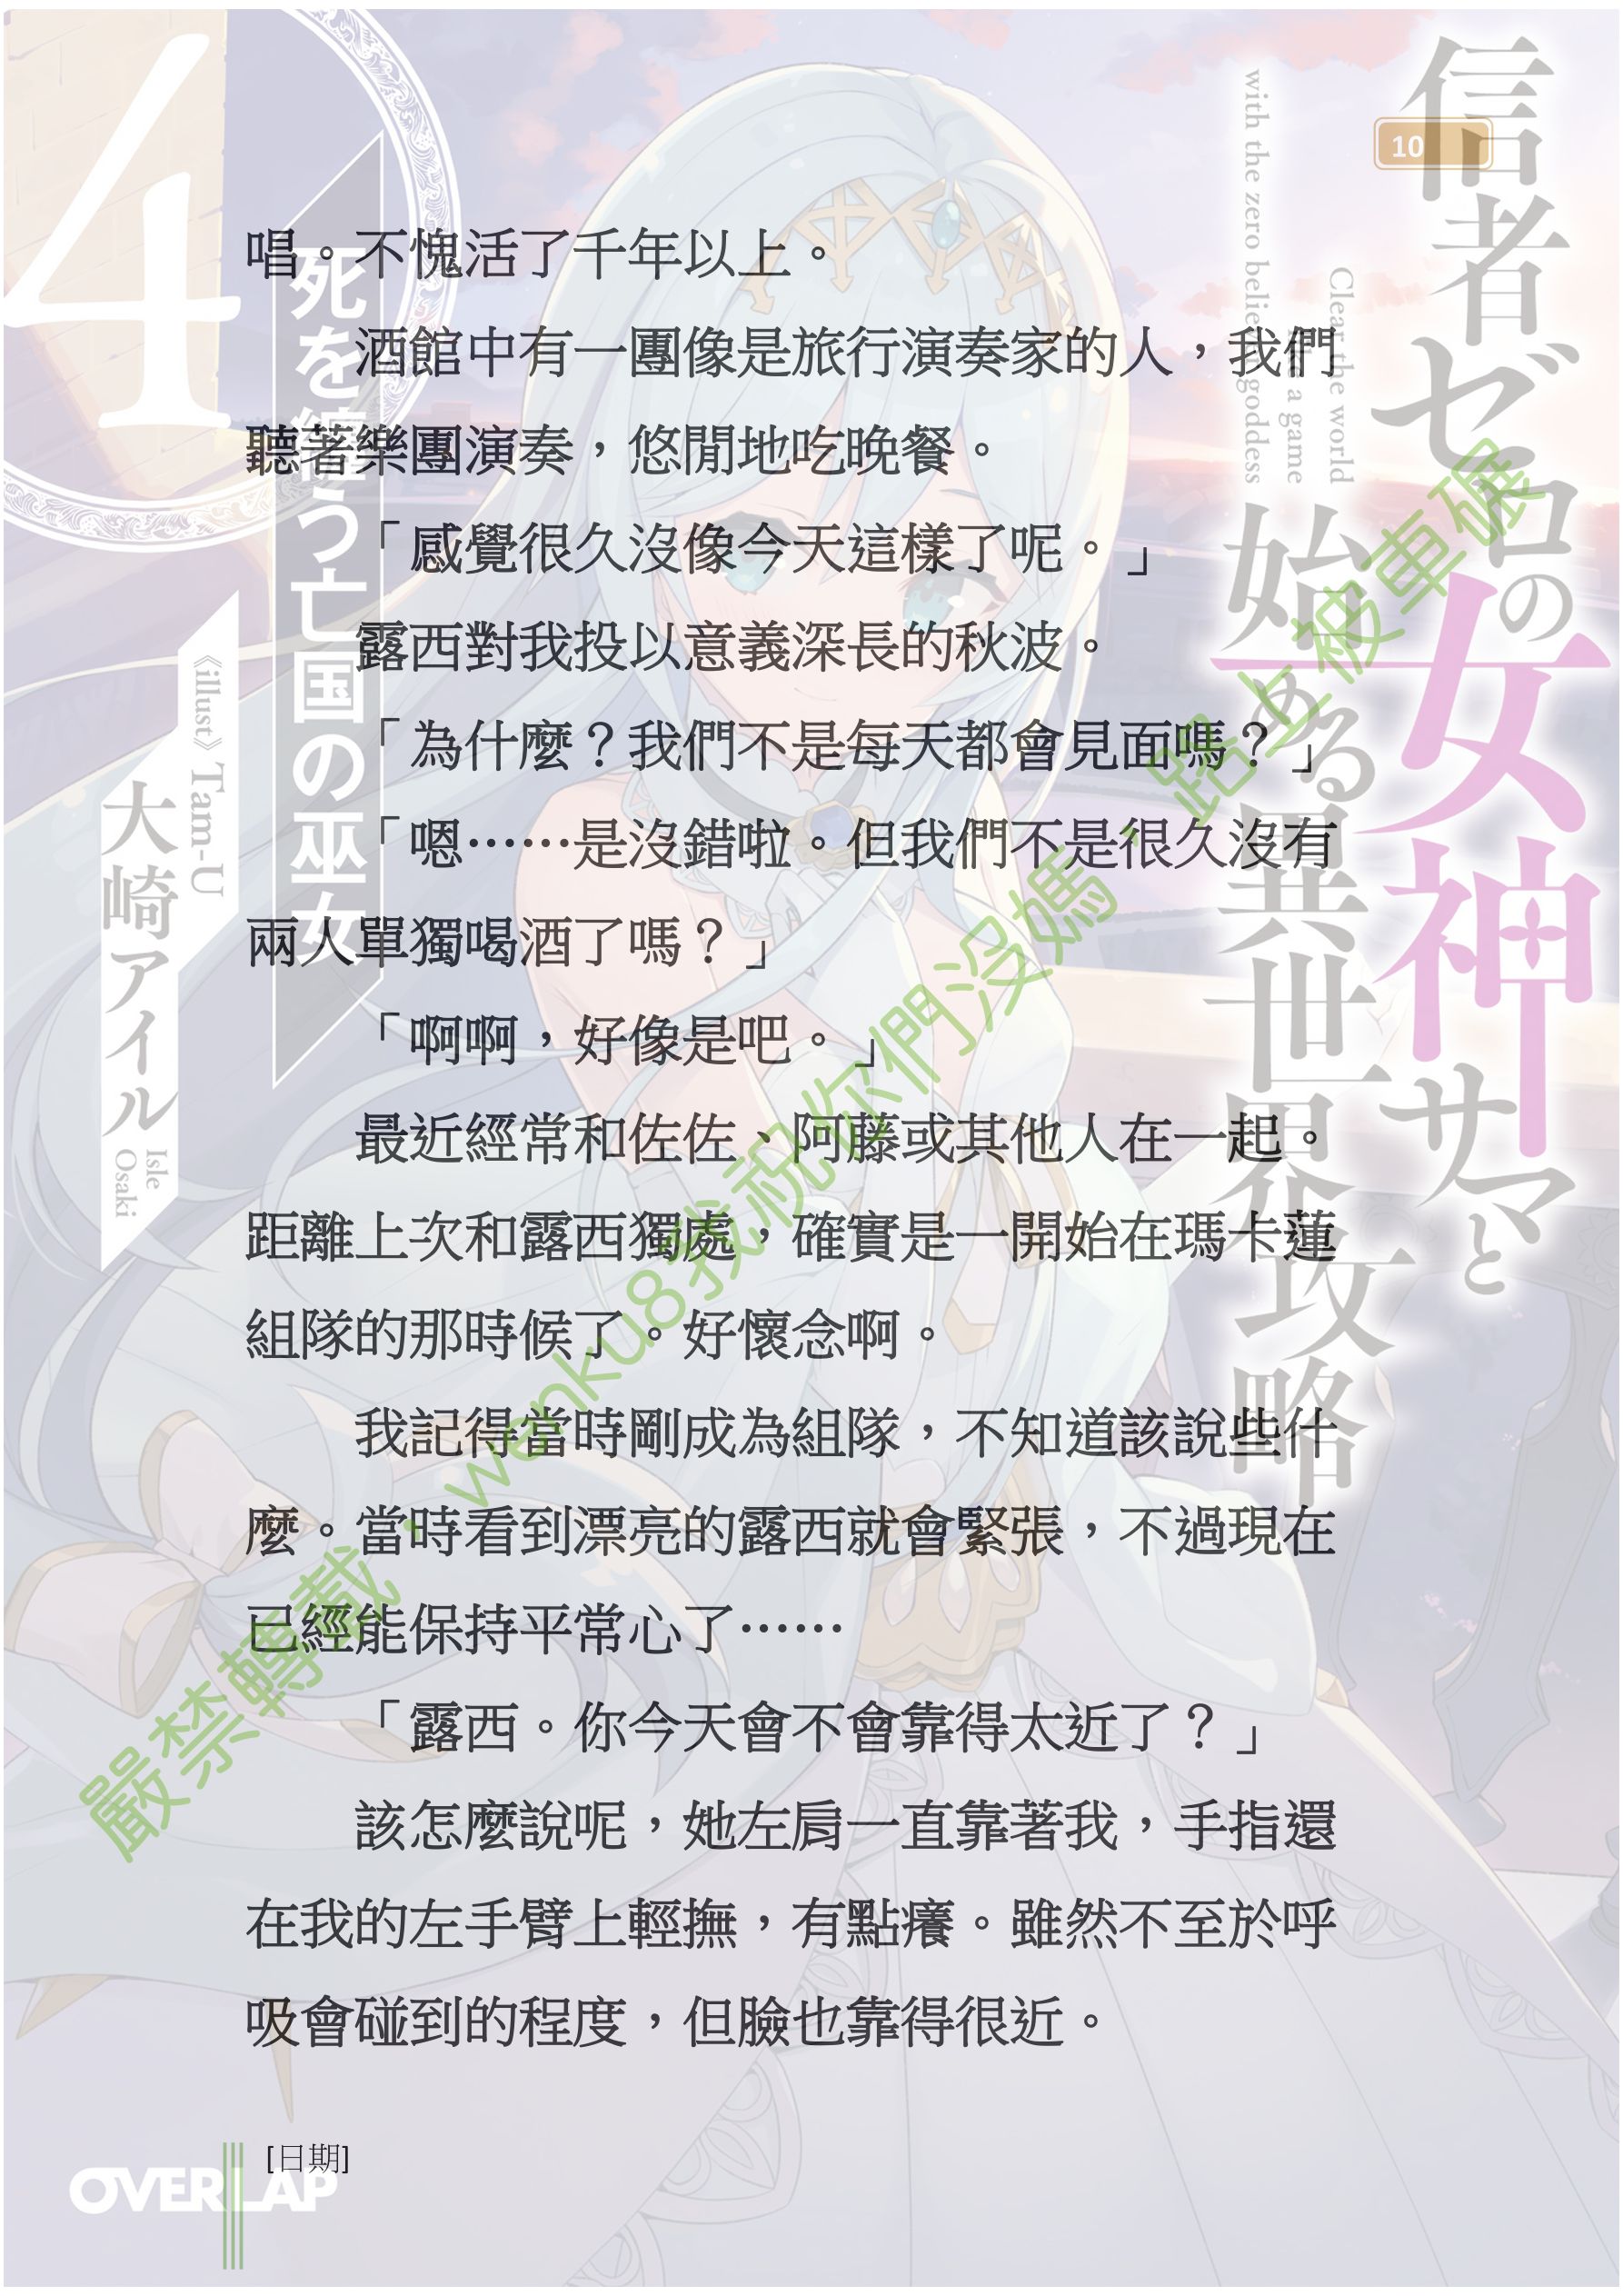 10
唱。不愧活了千年以上。
酒館中有一團像是旅行演奏家的人，我們
聽著樂團演奏，悠閒地吃晚餐。
「感覺很久沒像今天這樣了呢。」
露西對我投以意義深長的秋波。
「為什麼？我們不是每天都會見面嗎？」
「嗯……是沒錯啦。但我們不是很久沒有
兩人單獨喝酒了嗎？」
「啊啊，好像是吧。」
最近經常和佐佐、阿藤或其他人在一起。
距離上次和露西獨處，確實是一開始在瑪卡蓮
組隊的那時候了。好懷念啊。
我記得當時剛成為組隊，不知道該說些什
麼。當時看到漂亮的露西就會緊張，不過現在
已經能保持平常心了……
「露西。你今天會不會靠得太近了？」
該怎麼說呢，她左肩一直靠著我，手指還
在我的左手臂上輕撫，有點癢。雖然不至於呼
吸會碰到的程度，但臉也靠得很近。
[日期]
嚴禁轉載，wenku8我祝你們沒媽，路上被車碾
信者ゼロの
女神サマと
始める異世界攻略
Clear the world
like a game
with the zero believer goddess
4
死を纏う亡国の巫女
《illust》Tam-U
大崎アイル
Isle
Osaki
OVERLAP